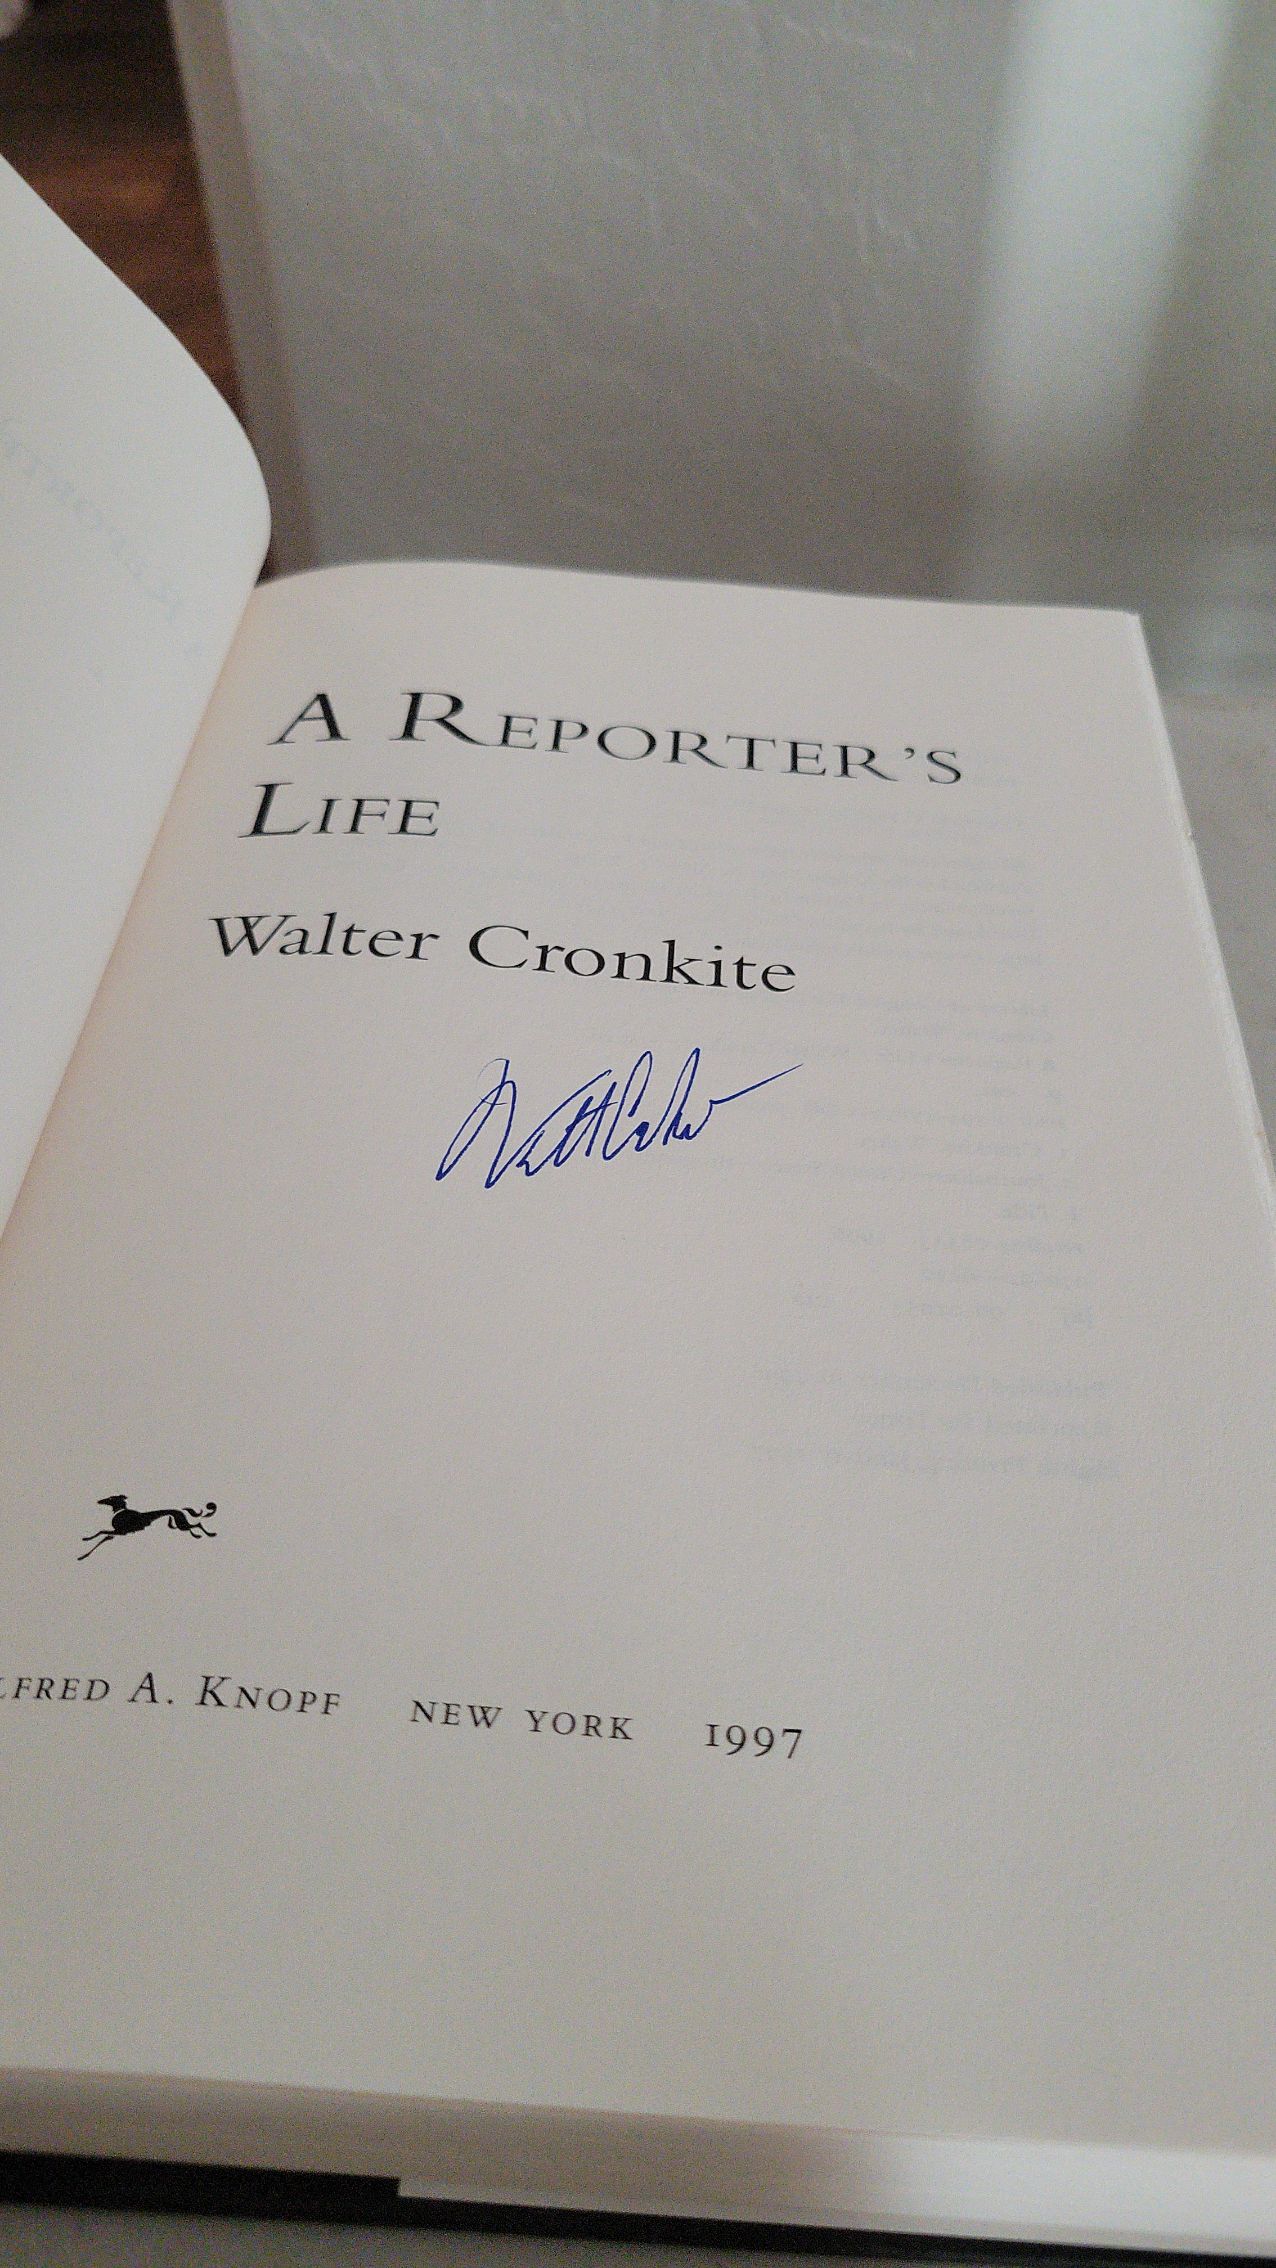 A REPORTER'S
LIFE
Walter Cronkite
LFRED A. KNOPF NEW YORK 1997